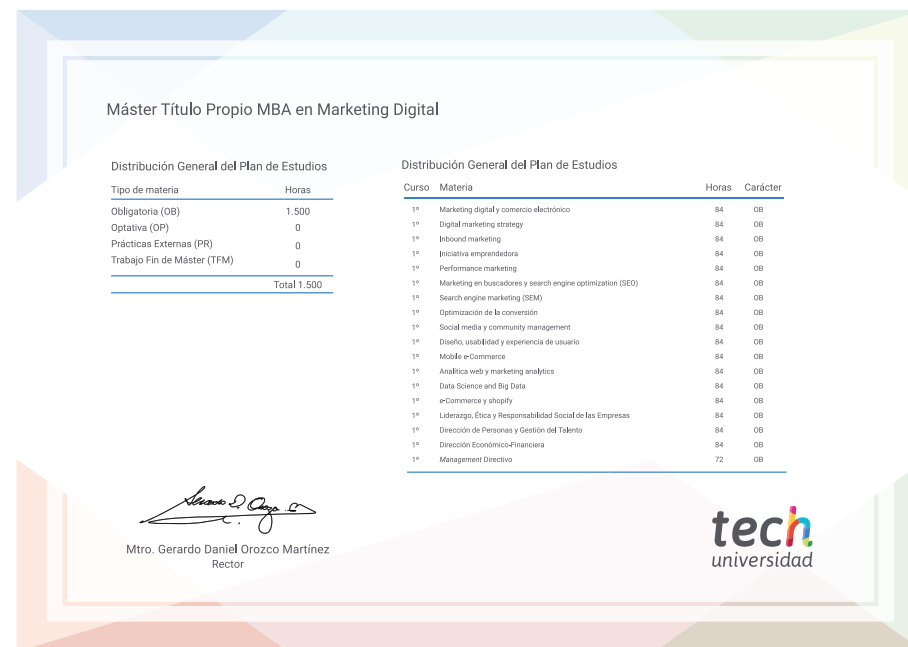 Máster Título Propio MBA en Marketing Digital
Distribución General del Plan de Estudios
Tipo de materia Horas
Obligatoria (OB) 1.500
Optativa (OP) 0
Prácticas Externas (PR) 0
Trabajo Fin de Máster (TFM) 0
Total 1.500
Distribución General del Plan de Estudios
Curso Materia Horas Carácter
1º Marketing digital y comercio electrónico 84 OB
1º Digital marketing strategy 84 OB
1º Inbound marketing 84 OB
1º Iniciativa emprendedora 84 OB
1º Performance marketing 84 OB
1º Marketing en buscadores y search engine optimization (SEO) 84 OB
1º Search engine marketing (SEM) 84 OB
1º Optimización de la conversión 84 OB
1º Social media y community management 84 OB
1º Diseño, usabilidad y experiencia de usuario 84 OB
1º Mobile e-Commerce 84 OB
1º Analítica web y marketing analytics 84 OB
1º Data Science and Big Data 84 OB
1º e-Commerce y shopify 84 OB
1º Liderazgo, Ética y Responsabilidad Social de las Empresas 84 OB
1º Dirección de Personas y Gestión del Talento 84 OB
1º Dirección Económico-Financiera 84 OB
1º Management Directivo 72 OB
Mtro. Gerardo Daniel Orozco Martínez
Rector
tech
universidad